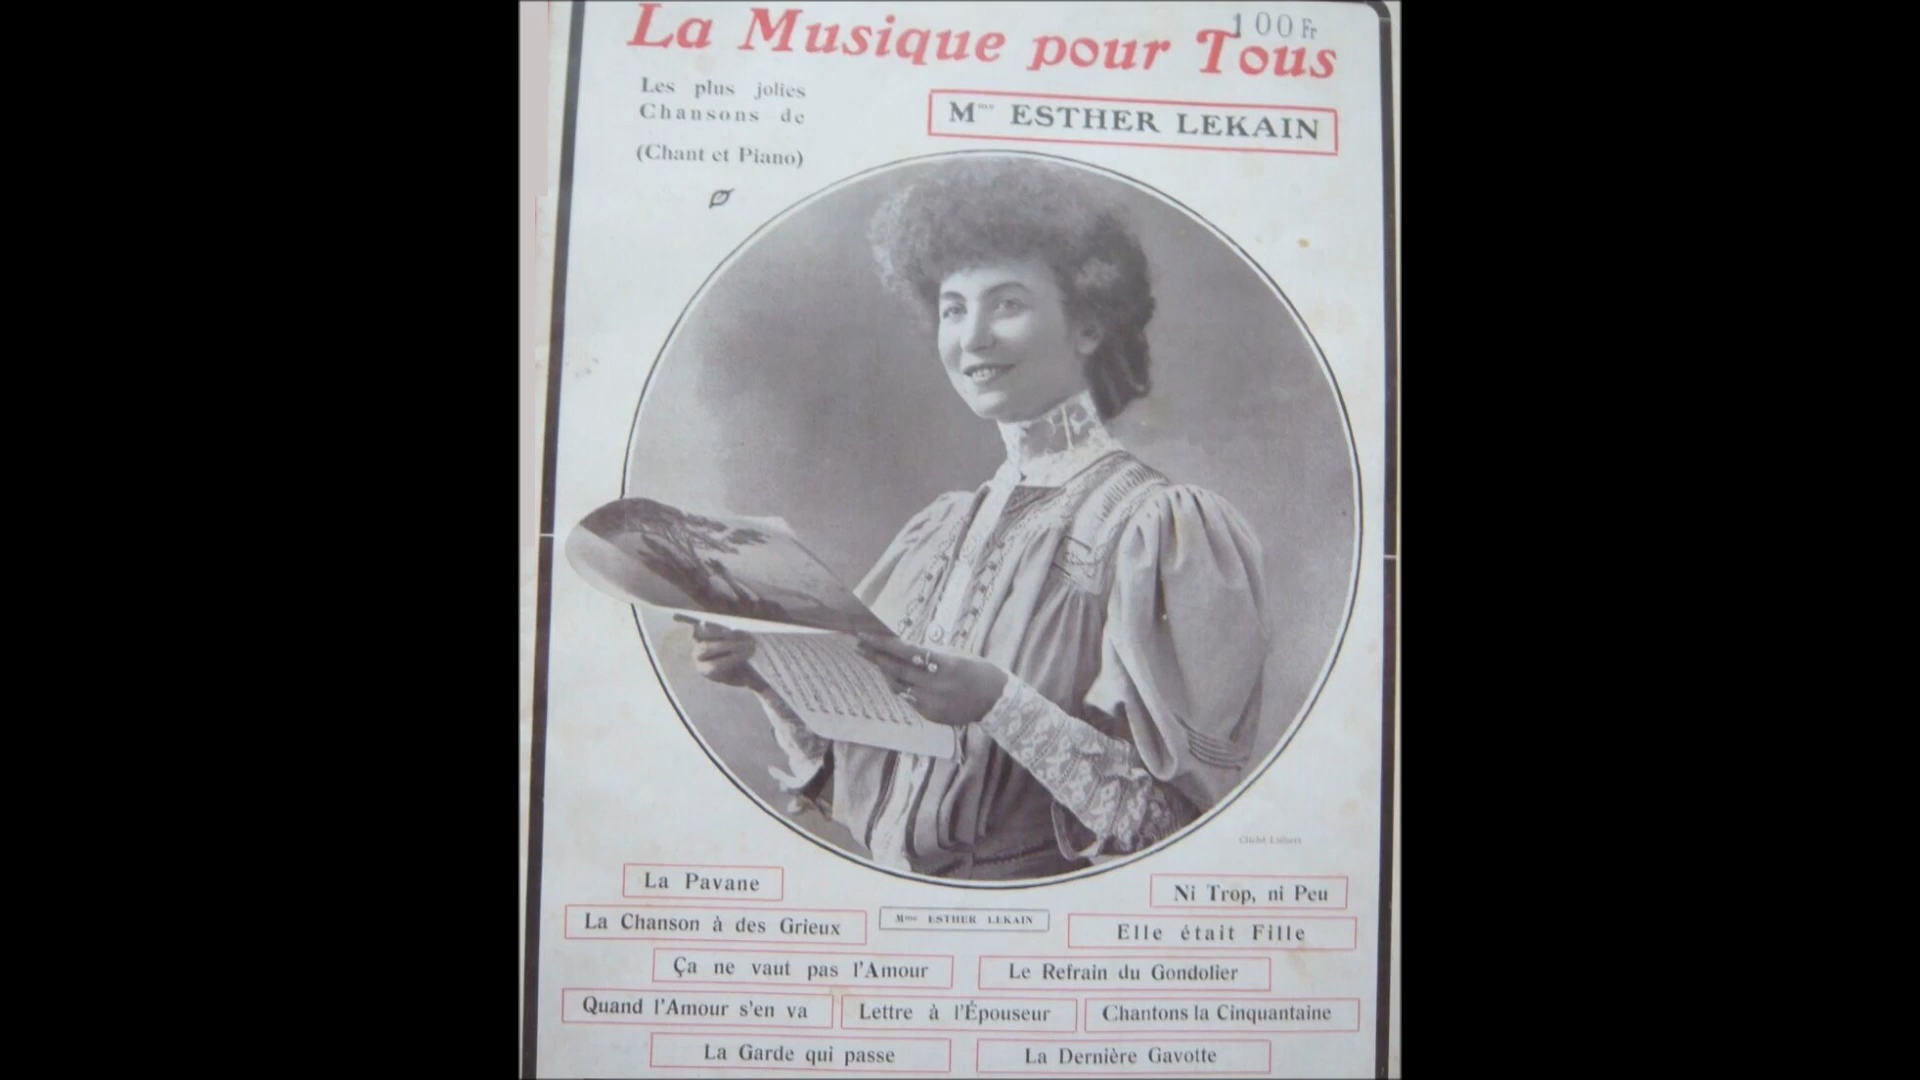 La Musique pour Tous
100 Fr
Les plus jolies
Chansons de
(Chant et Piano)
Mme ESTHER LEKAIN
La Pavane
Ni Trop, ni Peu
La Chanson à des Grieux
Mme ESTHER LEKAIN
Elle était Fille
Ça ne vaut pas l'Amour
Le Refrain du Gondolier
Quand l'Amour s'en va
Lettre à l'Épouseur
Chantons la Cinquantaine
La Garde qui passe
La Dernière Gavotte